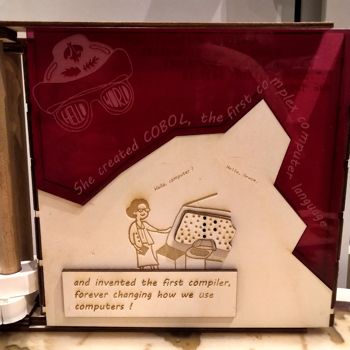 HELLO WORLD
She created COBOL, the first complex computer language
Hello, computer !
Hello, Grace.
and invented the first compiler,
forever changing how we use
computers !